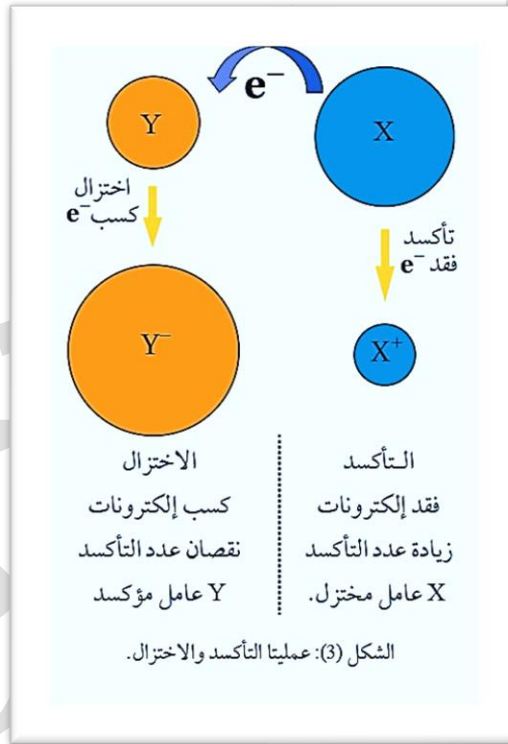 e⁻
X
Y
تأكسد
فقد e⁻
اختزال
كسب e⁻
X⁺
Y⁻
التأكسد
فقد إلكترونات
زيادة عدد التأكسد
X عامل مختزل.
الاختزال
كسب إلكترونات
نقصان عدد التأكسد
Y عامل مؤكسد
الشكل (3): عمليتا التأكسد والاختزال.